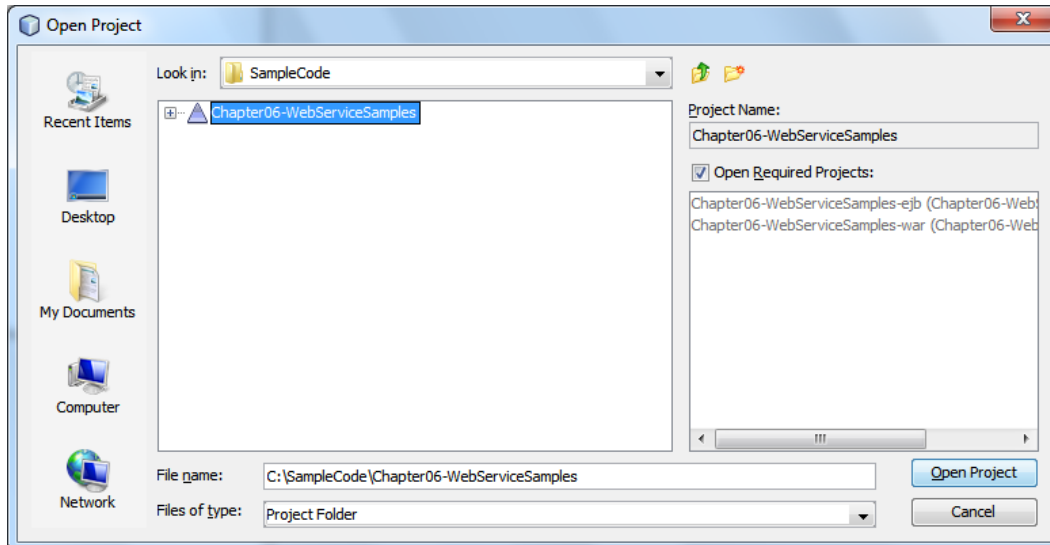 Open Project
Look in: SampleCode
Recent Items
Desktop
My Documents
Computer
Network
Chapter06-WebServiceSamples
Project Name:
Chapter06-WebServiceSamples
Open Required Projects:
Chapter06-WebServiceSamples-ejb (Chapter06-Web
Chapter06-WebServiceSamples-war (Chapter06-Web
File name: C:\SampleCode\Chapter06-WebServiceSamples
Open Project
Files of type: Project Folder
Cancel